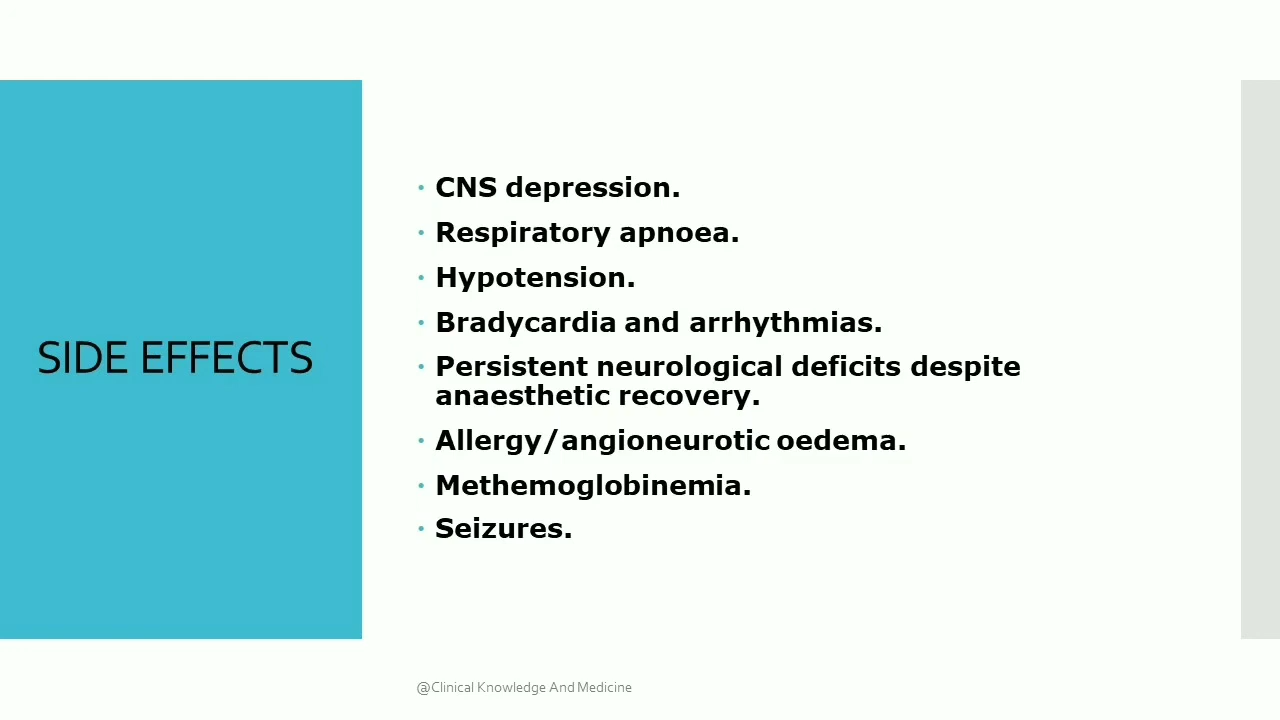 SIDE EFFECTS
• CNS depression.
• Respiratory apnoea.
• Hypotension.
• Bradycardia and arrhythmias.
• Persistent neurological deficits despite
anaesthetic recovery.
• Allergy/angioneurotic oedema.
• Methemoglobinemia.
• Seizures.
@Clinical Knowledge And Medicine